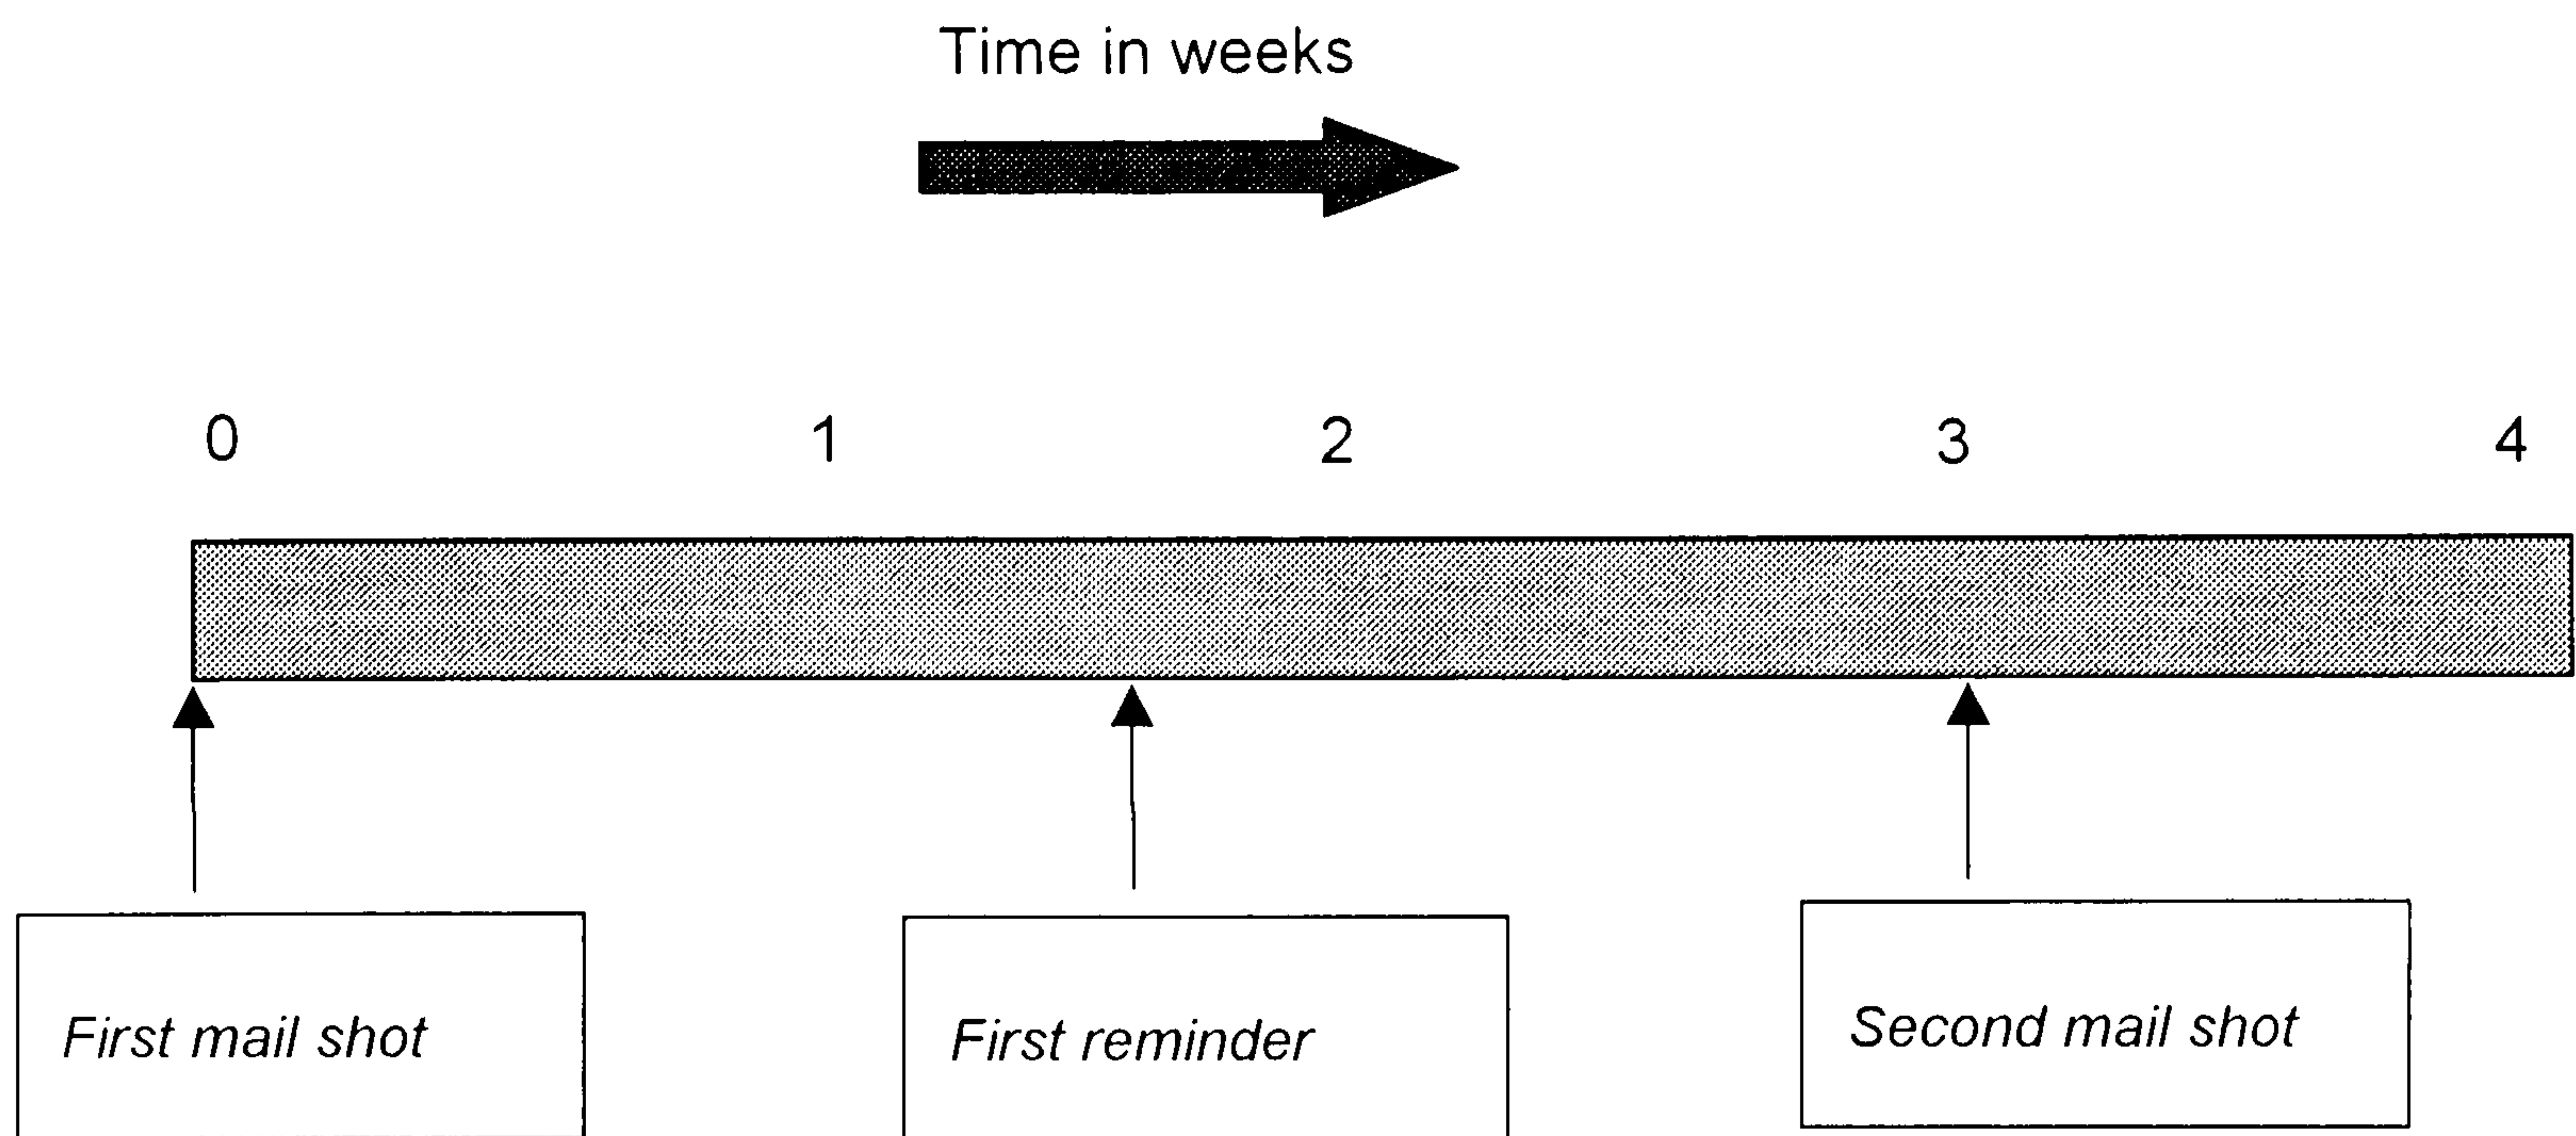 Time in weeks
0 1 2 3 4
First mail shot
First reminder
Second mail shot